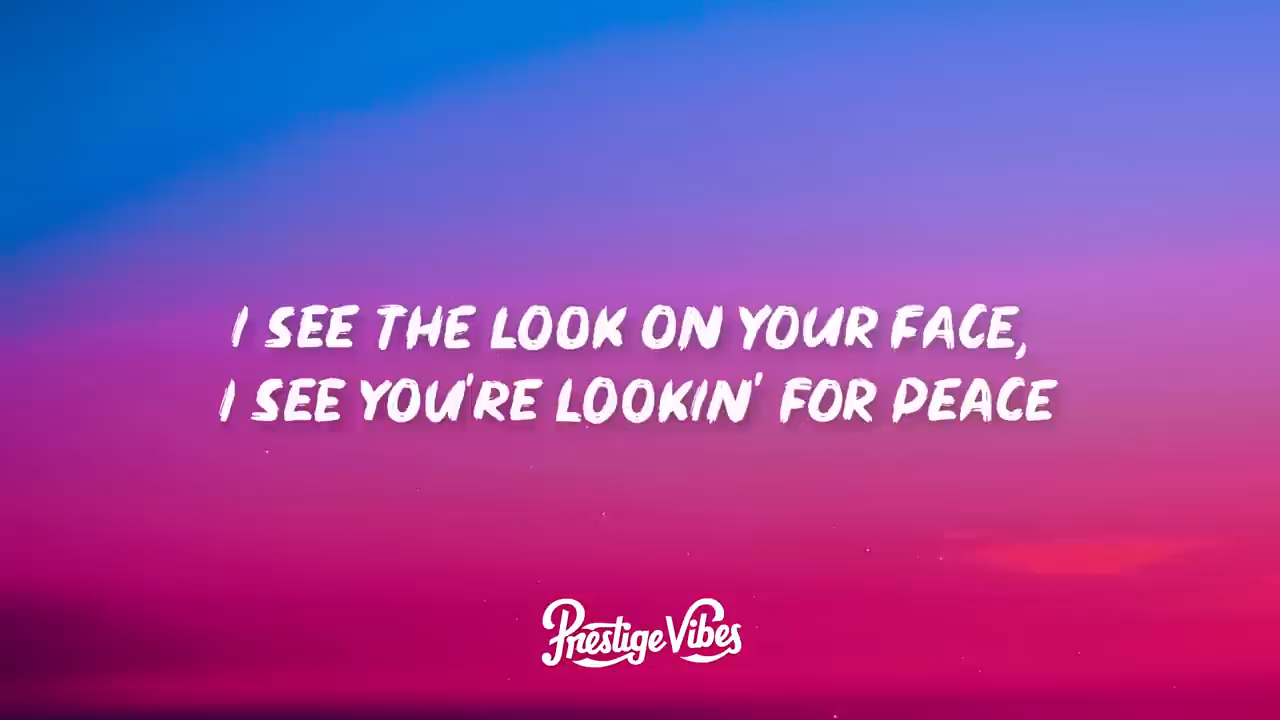 I SEE THE LOOK ON YOUR FACE,
I SEE YOU'RE LOOKIN' FOR PEACE
Prestige Vibes